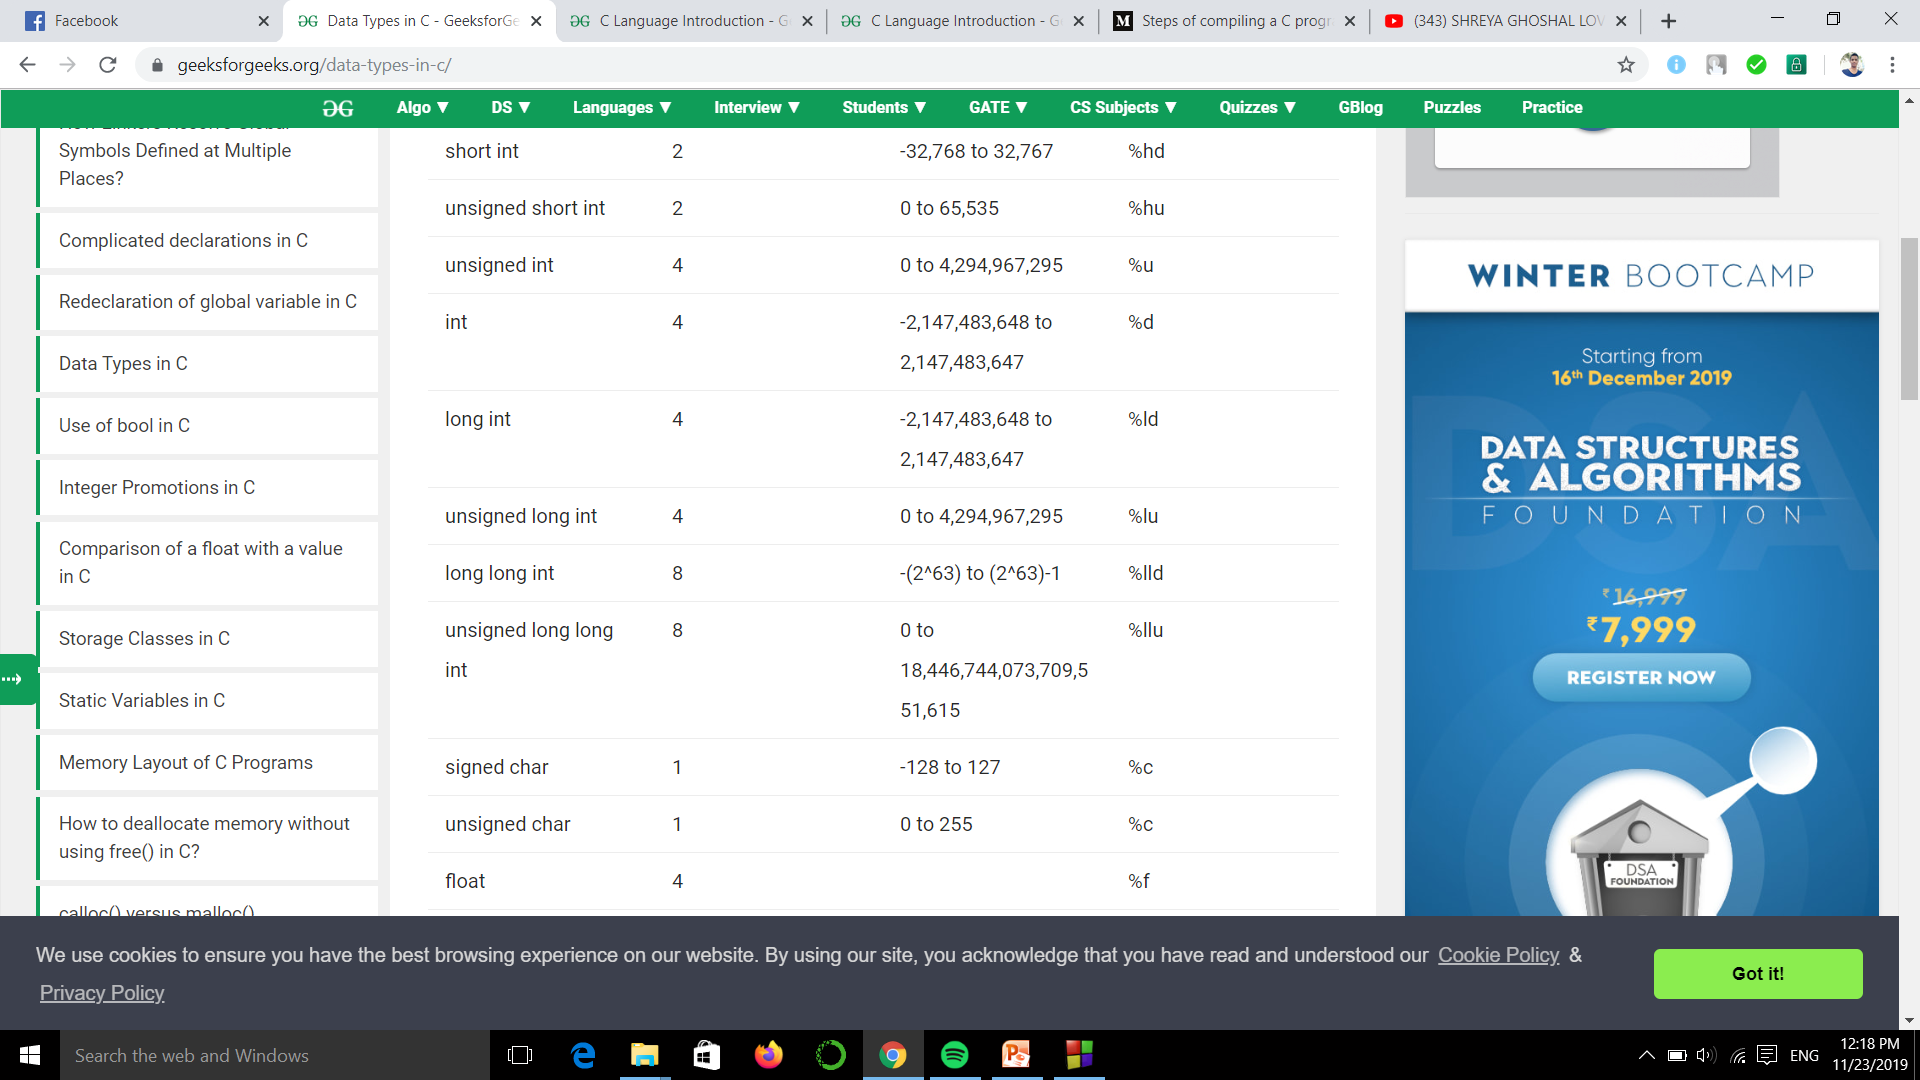 Facebook
Data Types in C - GeeksforGe
C Language Introduction - G
C Language Introduction - G
Steps of compiling a C progr
(343) SHREYA GHOSHAL LOV
geeksforgeeks.org/data-types-in-c/
Algo ▼ DS ▼ Languages ▼ Interview ▼ Students ▼ GATE ▼ CS Subjects ▼ Quizzes ▼ GBlog Puzzles Practice
Symbols Defined at Multiple
Places?
Complicated declarations in C
Redeclaration of global variable in C
Data Types in C
Use of bool in C
Integer Promotions in C
Comparison of a float with a value
in C
Storage Classes in C
Static Variables in C
Memory Layout of C Programs
How to deallocate memory without
using free() in C?
calloc() versus malloc()
short int 2 -32,768 to 32,767 %hd
unsigned short int 2 0 to 65,535 %hu
unsigned int 4 0 to 4,294,967,295 %u
int 4 -2,147,483,648 to %d
2,147,483,647
long int 4 -2,147,483,648 to %ld
2,147,483,647
unsigned long int 4 0 to 4,294,967,295 %lu
long long int 8 -(2^63) to (2^63)-1 %lld
unsigned long long 8 0 to %llu
int 18,446,744,073,709,5
51,615
signed char 1 -128 to 127 %c
unsigned char 1 0 to 255 %c
float 4 %f
WINTER BOOTCAMP
Starting from
16th December 2019
DATA STRUCTURES
& ALGORITHMS
FOUNDATION
₹16,999
₹7,999
REGISTER NOW
DSA
FOUNDATION
We use cookies to ensure you have the best browsing experience on our website. By using our site, you acknowledge that you have read and understood our Cookie Policy &
Privacy Policy
Got it!
Search the web and Windows
ENG
12:18 PM
11/23/2019